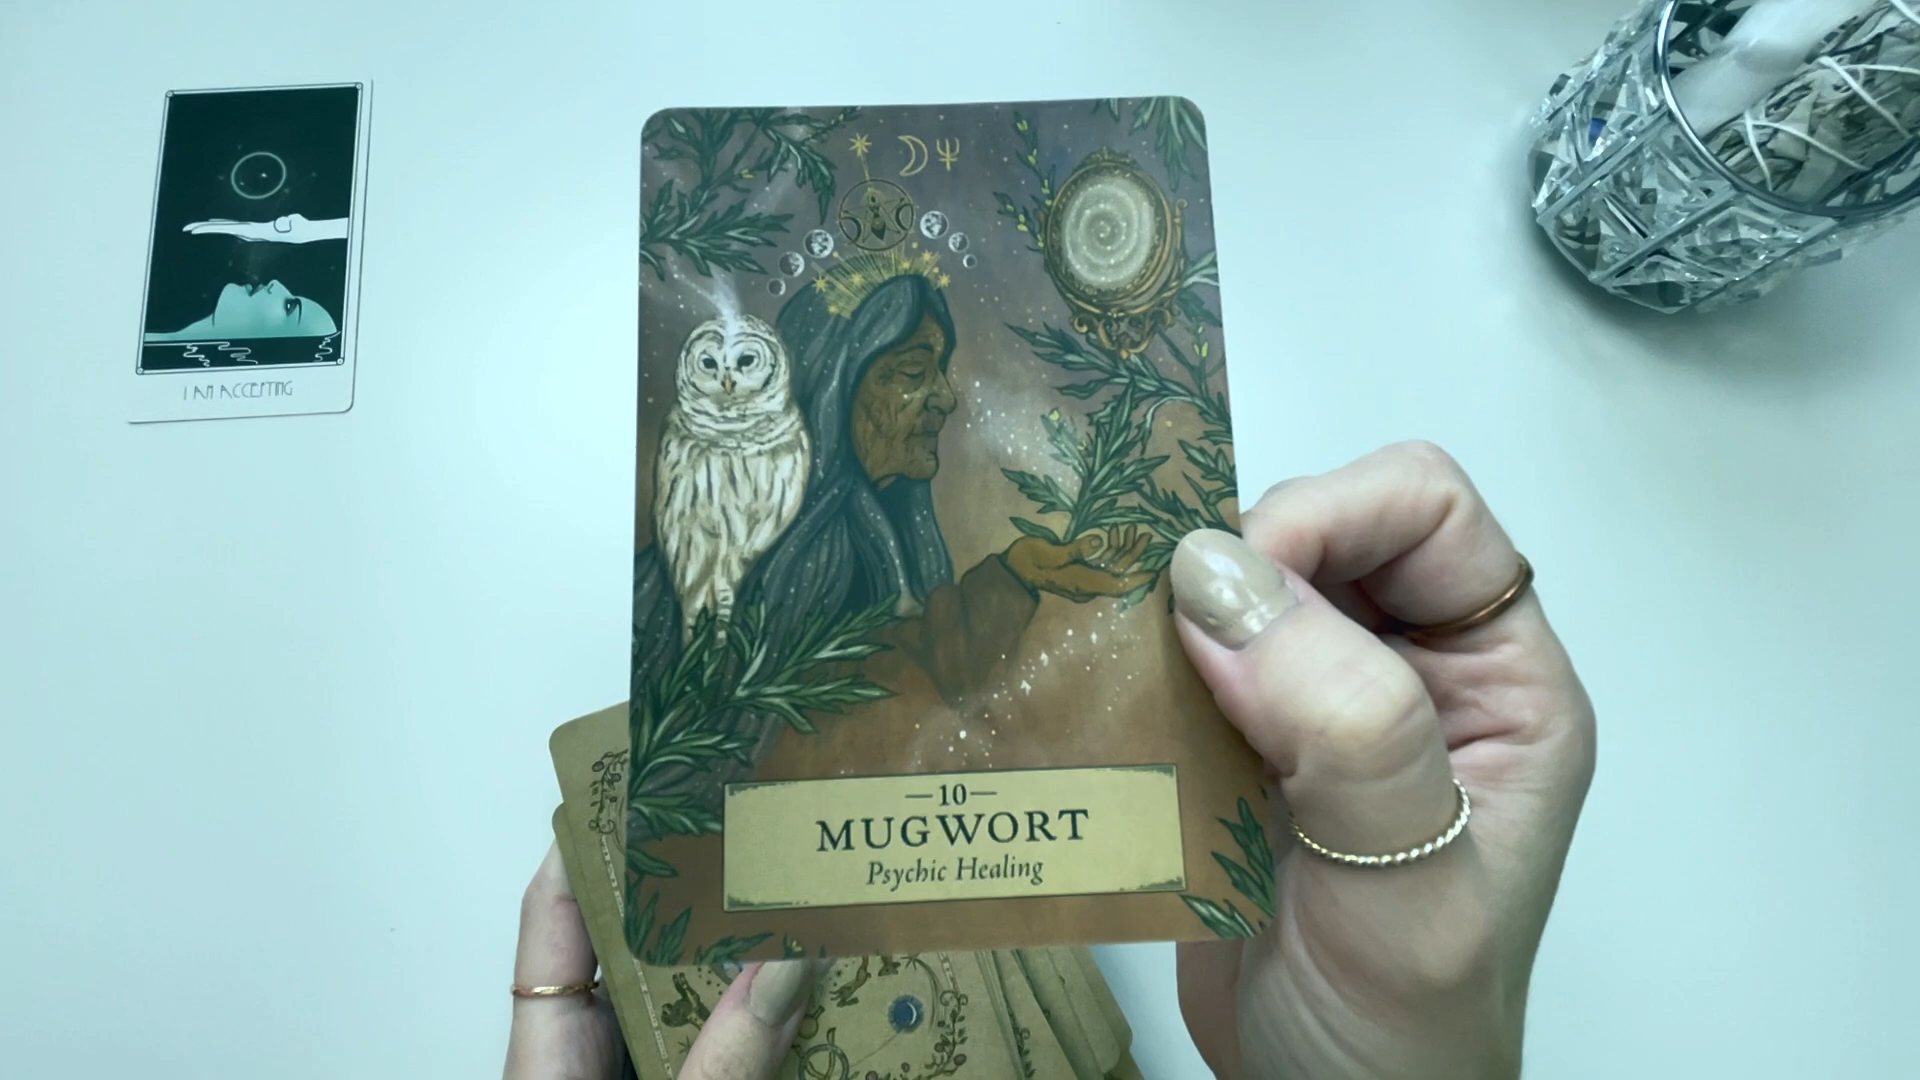 I AM ACCEPTING
—10—
MUGWORT
Psychic Healing